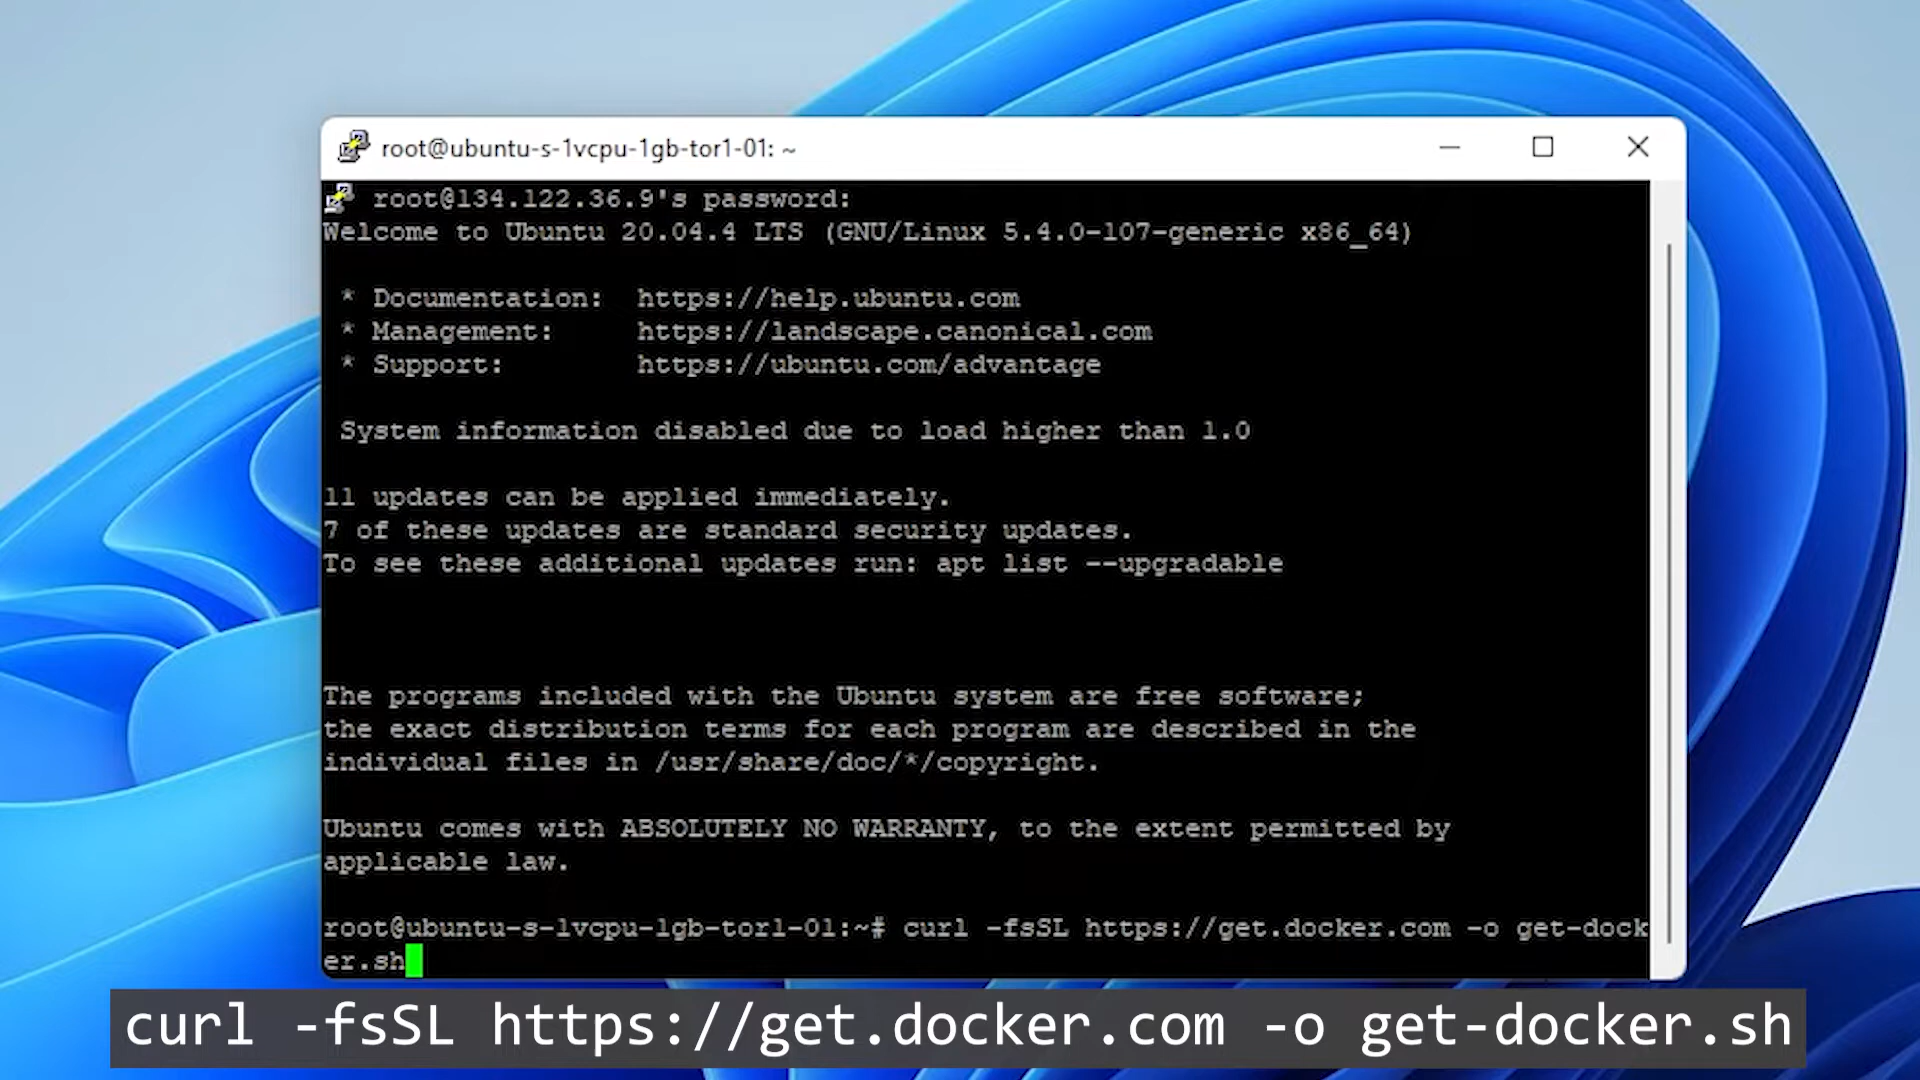 root@ubuntu-s-1vcpu-1gb-tor1-01: ~
root@134.122.36.9's password:
Welcome to Ubuntu 20.04.4 LTS (GNU/Linux 5.4.0-107-generic x86_64)
* Documentation:  https://help.ubuntu.com
* Management:     https://landscape.canonical.com
* Support:        https://ubuntu.com/advantage
System information disabled due to load higher than 1.0
11 updates can be applied immediately.
7 of these updates are standard security updates.
To see these additional updates run: apt list --upgradable
The programs included with the Ubuntu system are free software;
the exact distribution terms for each program are described in the
individual files in /usr/share/doc/*/copyright.
Ubuntu comes with ABSOLUTELY NO WARRANTY, to the extent permitted by
applicable law.
root@ubuntu-s-1vcpu-1gb-tor1-01:~# curl -fsSL https://get.docker.com -o get-dock
er.sh
curl -fsSL https://get.docker.com -o get-docker.sh